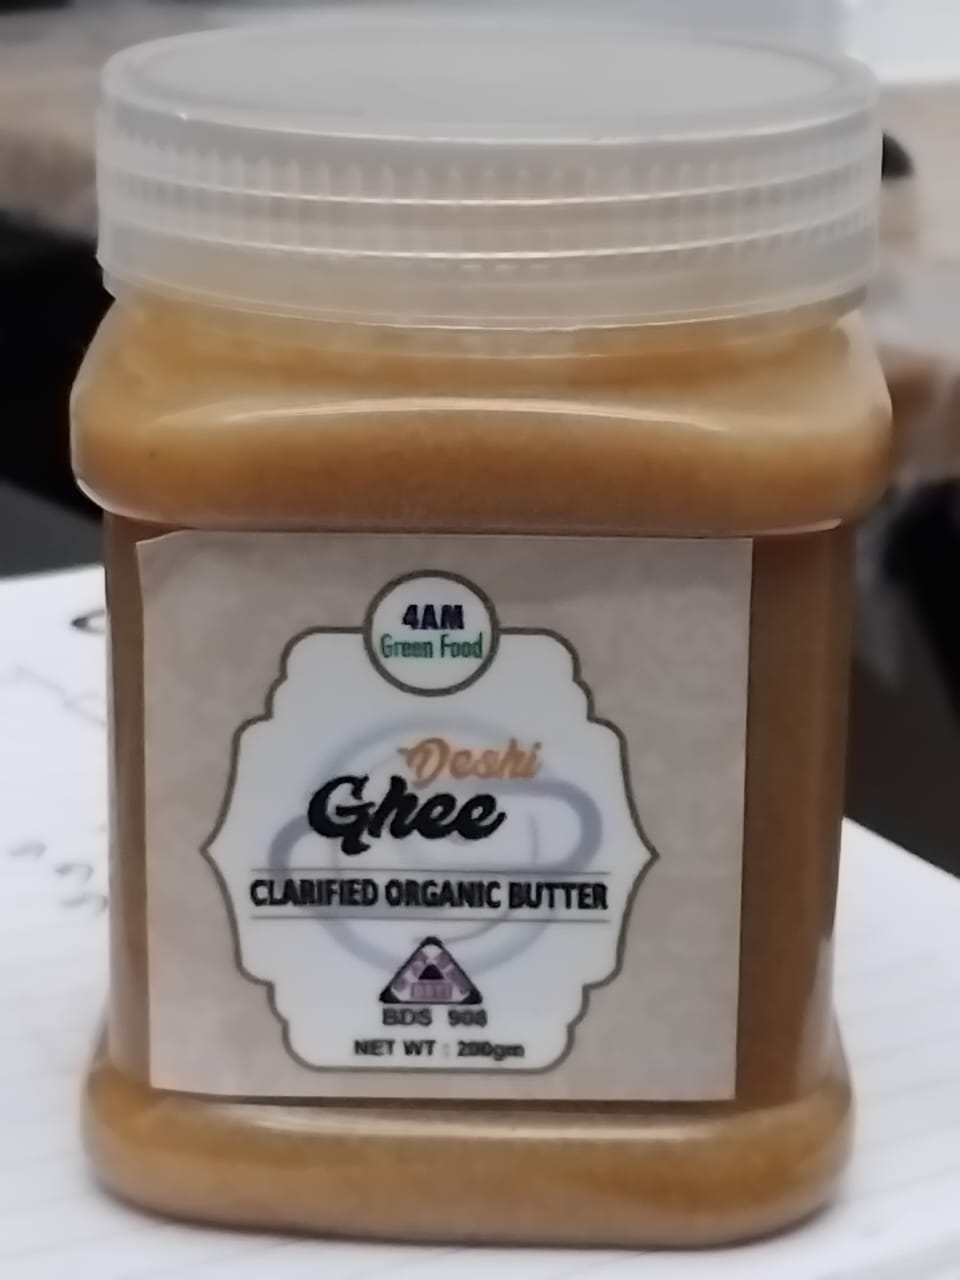 4AM
Green Food
Deshi
Ghee
CLARIFIED ORGANIC BUTTER
BDS 908
NET WT : 200gm